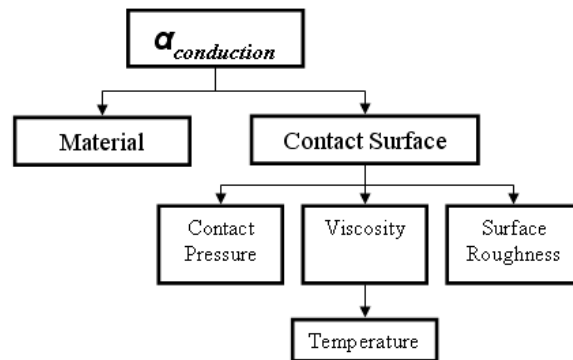 α conduction
Material
Contact Surface
Contact
Pressure
Viscosity
Surface
Roughness
Temperature